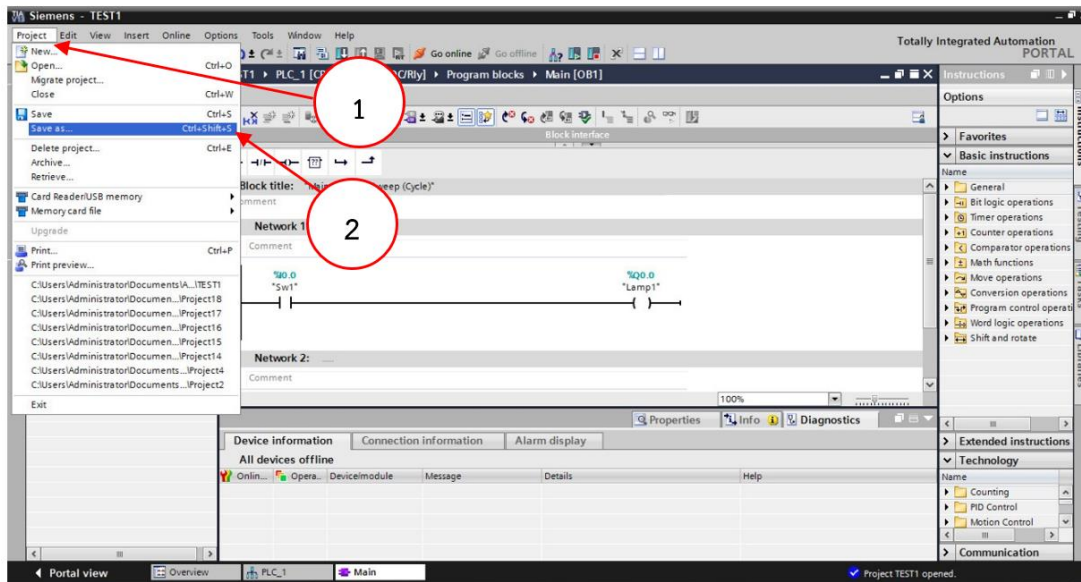 Siemens - TEST1
Project Edit View Insert Online Options Tools Window Help
Totally Integrated Automation
PORTAL
Go online Go offline
New...
Open... Ctrl+O
Migrate project...
Close Ctrl+W
Save Ctrl+S
Save as... Ctrl+Shift+S
Delete project... Ctrl+E
Archive...
Retrieve...
Card Reader/USB memory
Memory card file
Upgrade
Print... Ctrl+P
Print preview...
C:\Users\Administrator\Documents\A...\TEST1
C:\Users\Administrator\Documen...\Project18
C:\Users\Administrator\Documen...\Project17
C:\Users\Administrator\Documen...\Project16
C:\Users\Administrator\Documen...\Project15
C:\Users\Administrator\Documen...\Project14
C:\Users\Administrator\Documents...\Project4
C:\Users\Administrator\Documents...\Project2
Exit
1
2
PLC_1 Program blocks Main [OB1]
Block interface
Block title:
Network 1
Comment
%I0.0
"Sw1"
%Q0.0
"Lamp1"
Network 2: ....
Comment
100%
Properties Info Diagnostics
Device information Connection information Alarm display
All devices offline
Onlin... Opera.. Device/module Message Details Help
Instructions
Options
Favorites
Basic instructions
Name
General
Bit logic operations
Timer operations
Counter operations
Comparator operations
Math functions
Move operations
Conversion operations
Program control operati
Word logic operations
Shift and rotate
Extended instructions
Technology
Name
Counting
PID Control
Motion Control
Communication
Portal view Overview PLC_1 Main
Project TEST1 opened.